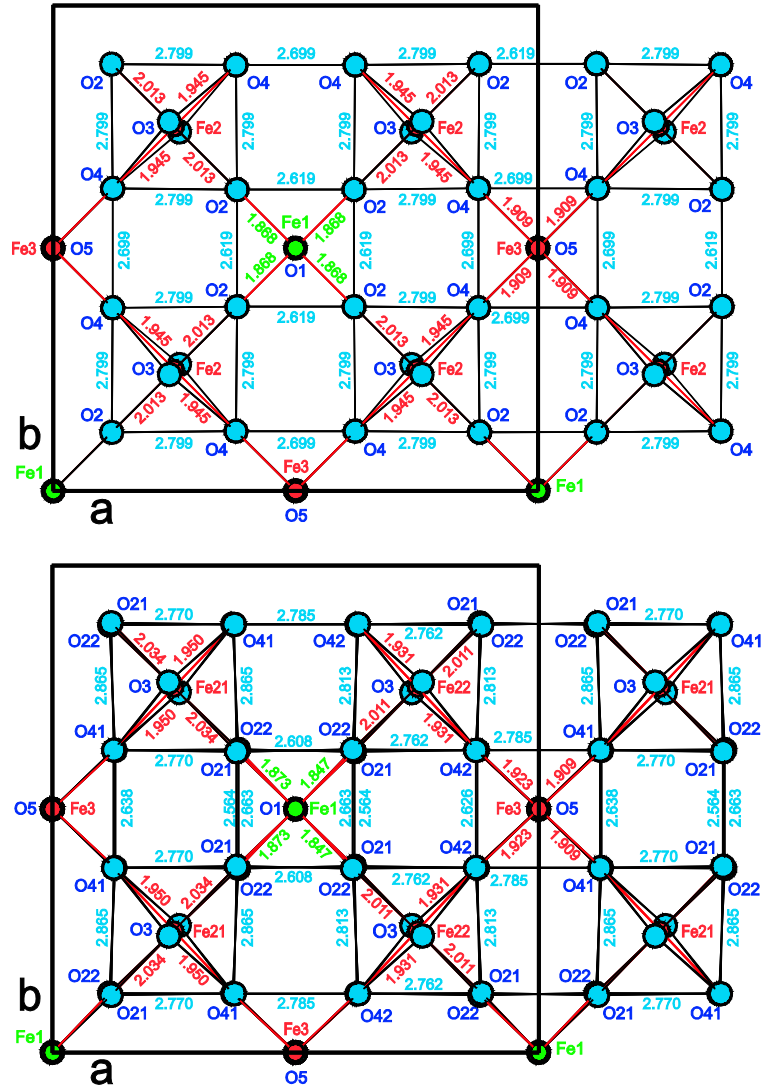 2.799 2.699 2.799 2.619 2.799
O2 O4 O4 O2 O2 O4
2.013 1.945 1.945 2.013
O3 Fe2 O3 Fe2 O3 Fe2
2.799 2.799 2.799 2.799 2.799 2.799
1.945 2.013 2.013 1.945
O4 2.799 O2 2.619 O2 2.799 O4 2.699 O4 O2
Fe1
1.868 1.868 1.909 1.909
Fe3 O5 2.699 2.619 2.619 2.699 Fe3 O5 2.699 2.619
O1
1.868 1.868 1.909 1.909
O4 2.799 O2 2.619 O2 2.799 O4 2.699 O4 O2
1.945 2.013 2.013 1.945
O3 Fe2 O3 Fe2 O3 Fe2
2.799 2.799 2.799 2.799 2.799 2.799
2.013 1.945 1.945 2.013
O2 2.799 O4 2.699 O4 2.799 O2 O2 2.799 O4
b
Fe1 Fe3 Fe1
a O5
O21 O21 O21
2.770 2.785 2.762 2.770
O22 O41 O42 O22 O22 O41
2.034 1.950 1.931 2.011
O3 Fe21 O3 Fe22 O3 Fe21
2.865 2.865 2.813 2.813 2.865 2.865
1.950 2.034 2.011 1.931
O41 O22 2.608 O22 2.762 2.785 O41 O22
2.770 O21 O21 O42 2.770 O21
1.873 1.847 1.923 1.909
O5 Fe3 2.638 2.564 2.663 O1 Fe1 2.663 2.564 2.626 Fe3 O5 2.638 2.564 2.663
1.873 1.847 1.923 1.909
2.770 O21 O21 O42 2.770 O21
O41 O22 2.608 O22 2.762 2.785 O41 O22
1.950 2.034 2.011 1.931
O3 Fe21 O3 Fe22 Fe21
2.865 2.865 2.813 2.813 2.865 2.865
2.034 1.950 1.931 2.011
O22 O21 O22
b
2.770 2.785 2.762 2.770
O21 O41 O42 O22 O21 O41
Fe1 Fe3 Fe1
a O5